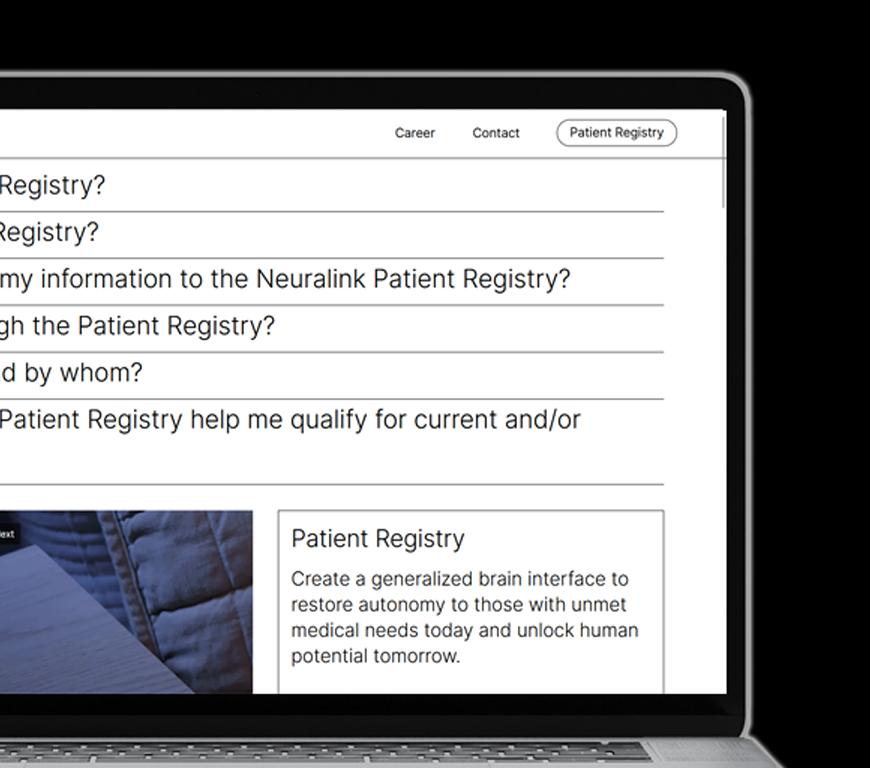 Career Contact Patient Registry
Registry?
Registry?
my information to the Neuralink Patient Registry?
gh the Patient Registry?
d by whom?
Patient Registry help me qualify for current and/or
ext
Patient Registry
Create a generalized brain interface to
restore autonomy to those with unmet
medical needs today and unlock human
potential tomorrow.